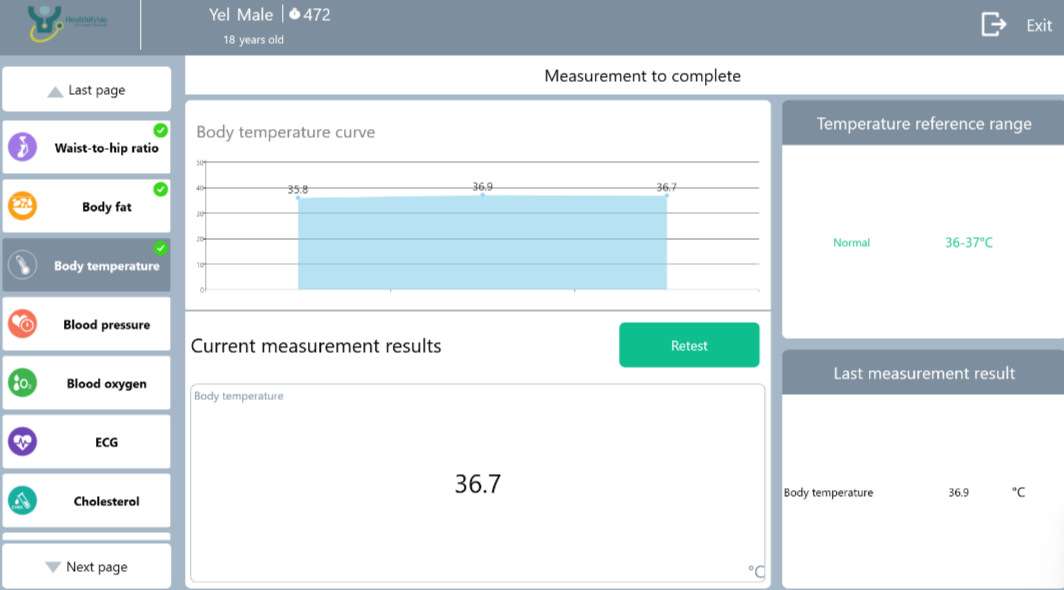 Yel Male 472
18 years old
Exit
Last page
Waist-to-hip ratio
Body fat
Body temperature
Blood pressure
Blood oxygen
O₂
ECG
Cholesterol
Next page
Measurement to complete
Body temperature curve
50
40
30
20
10
0
35.8
36.9
36.7
Current measurement results
Retest
Body temperature
36.7
°C
Temperature reference range
Normal 36-37°C
Last measurement result
Body temperature 36.9 °C